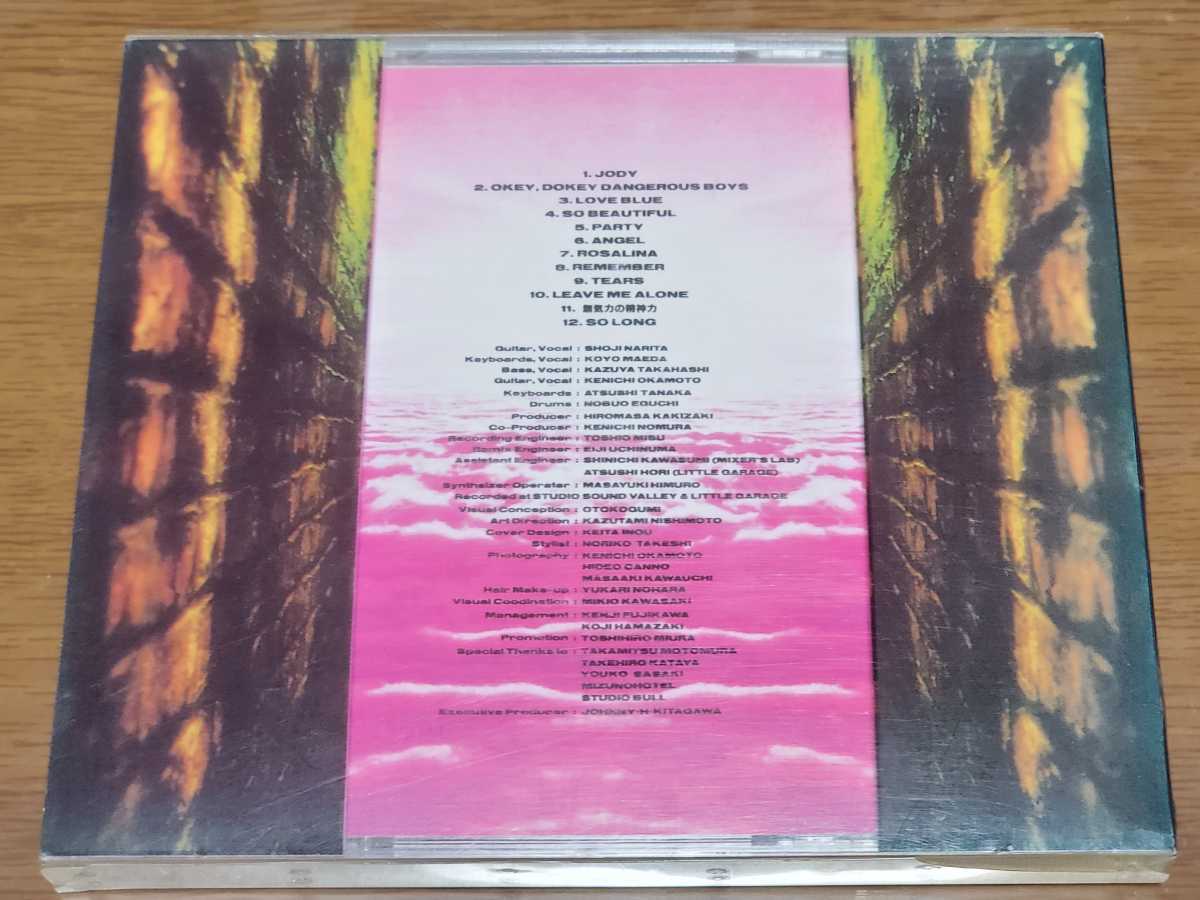 1. JODY
2. OKEY, DOKEY DANGEROUS BOYS
3. LOVE BLUE
4. SO BEAUTIFUL
5. PARTY
6. ANGEL
7. ROSALINA
8. REMEMBER
9. TEARS
10. LEAVE ME ALONE
11. 無気力の精神力
12. SO LONG
Guitar, Vocal : SHOJI NARITA
Keyboards, Vocal : KOYO MAEDA
Bass, Vocal : KAZUYA TAKAHASHI
Guitar, Vocal : KENICHI OKAMOTO
Keyboards : ATSUSHI TANAKA
Drums : NOBUO EGUCHI
Producer : HIROMASA KAKIZAKI
Co-Producer : KENICHI NOMURA
Recording Engineer : TOSHIO MISU
Remix Engineer : EIJI UCHINUMA
Assistant Engineer : SHINICHI KAWASUMI (MIXER'S LAB)
ATSUSHI HORI (LITTLE GARAGE)
Synthsizer Operater : MASAYUKI HIMURO
Recorded at STUDIO SOUND VALLEY & LITTLE GARAGE
Visual Conception : OTOKOGUMI
Art Direction : KAZUTAMI NISHIMOTO
Cover Design : KEITA INOU
Stylist : NORIKO TAKESHI
Photography : KENICHI OKAMOTO
HIDEO CANNO
MASAAKI KAWAUCHI
Hair Make-up : YUKARI NOHARA
Visual Coodination : MIKIO KAWASAKI
Management : KENJI FUJIKAWA
KOJI HAMAZAKI
Promotion : TOSHIHIRO MIURA
Special Thenks to : TAKAMITSU MOTOMURA
TAKEHIRO KATAYA
YOUKO SASAKI
MIZUNOHOTEL
STUDIO BULL
Executive Producer : JOHNNY・H・KITAGAWA